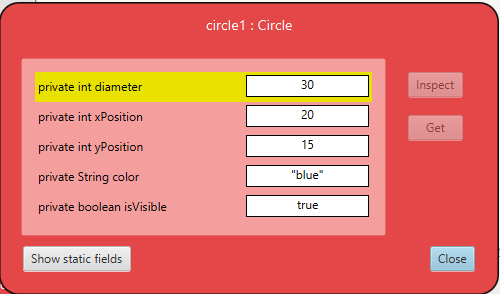 circle1 : Circle
private int diameter 30
Inspect
private int xPosition 20
Get
private int yPosition 15
private String color "blue"
private boolean isVisible true
Show static fields Close